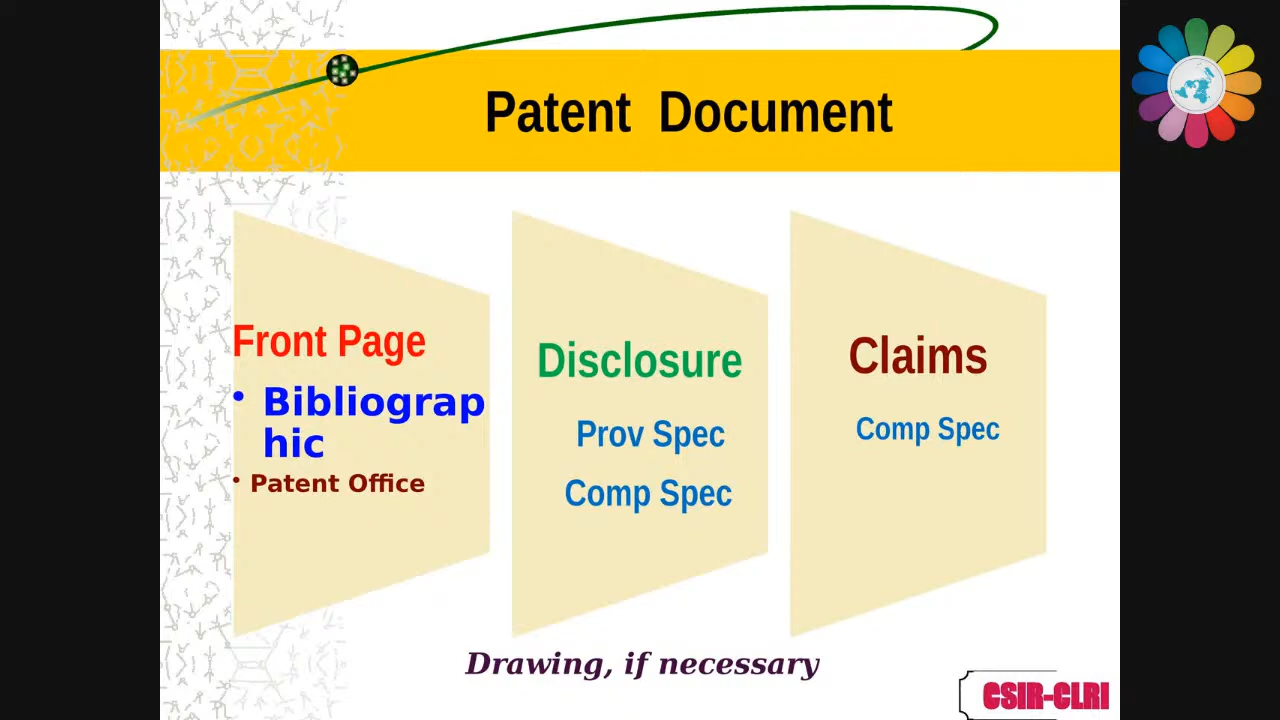 Patent Document
Front Page
• Bibliograp
hic
• Patent Office
Disclosure
Prov Spec
Comp Spec
Claims
Comp Spec
Drawing, if necessary
CSIR-CLRI